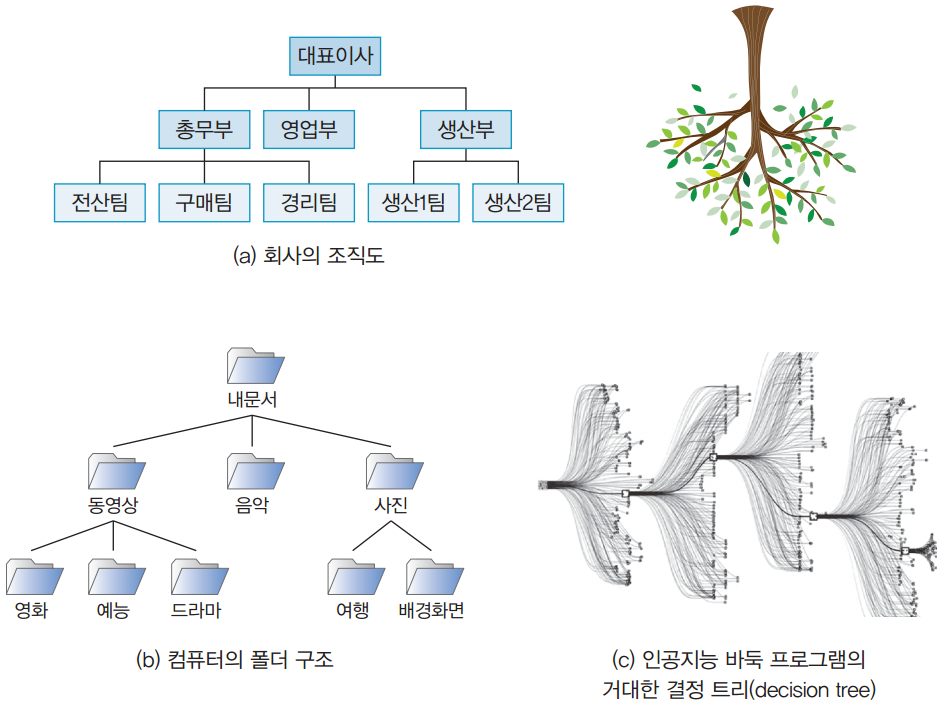 대표이사
총무부 영업부 생산부
전산팀 구매팀 경리팀 생산1팀 생산2팀
(a) 회사의 조직도
내문서
동영상 음악 사진
영화 예능 드라마 여행 배경화면
(b) 컴퓨터의 폴더 구조
(c) 인공지능 바둑 프로그램의
거대한 결정 트리(decision tree)